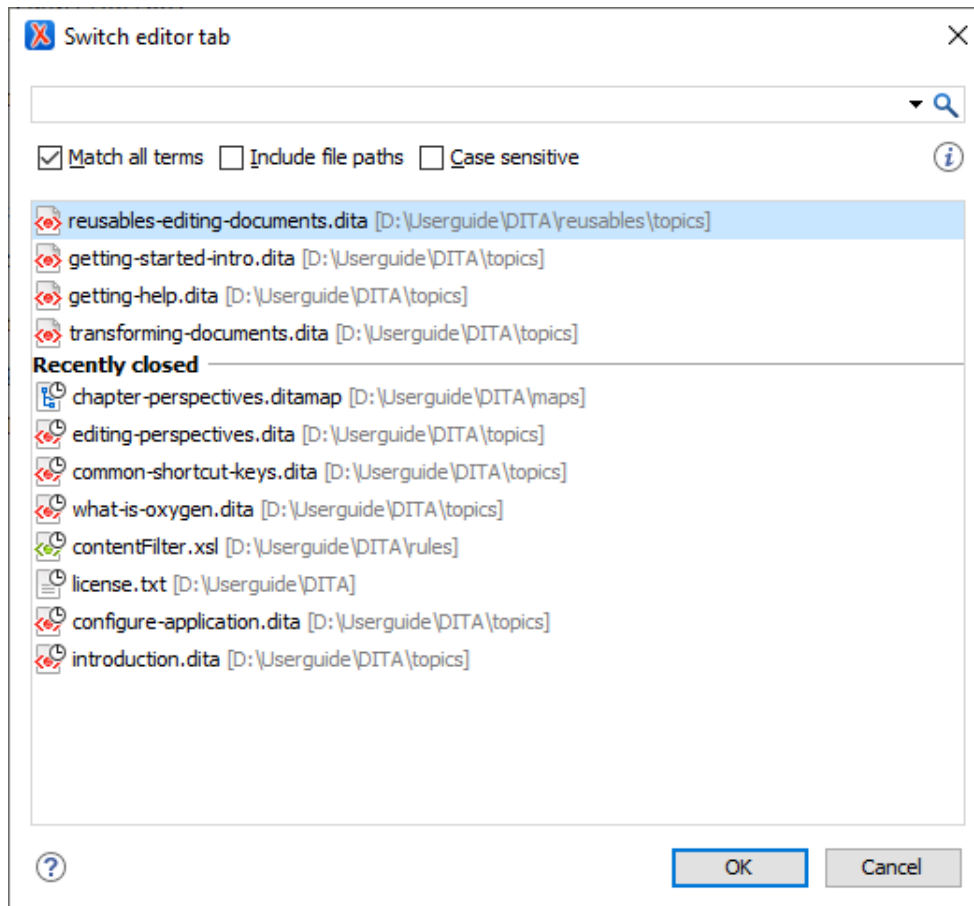 Switch editor tab
Match all terms Include file paths Case sensitive
reusables-editing-documents.dita [D:\Userguide\DITA\reusables\topics]
getting-started-intro.dita [D:\Userguide\DITA\topics]
getting-help.dita [D:\Userguide\DITA\topics]
transforming-documents.dita [D:\Userguide\DITA\topics]
Recently closed
chapter-perspectives.ditamap [D:\Userguide\DITA\maps]
editing-perspectives.dita [D:\Userguide\DITA\topics]
common-shortcut-keys.dita [D:\Userguide\DITA\topics]
what-is-oxygen.dita [D:\Userguide\DITA\topics]
contentFilter.xsl [D:\Userguide\DITA\rules]
license.txt [D:\Userguide\DITA]
configure-application.dita [D:\Userguide\DITA\topics]
introduction.dita [D:\Userguide\DITA\topics]
OK Cancel